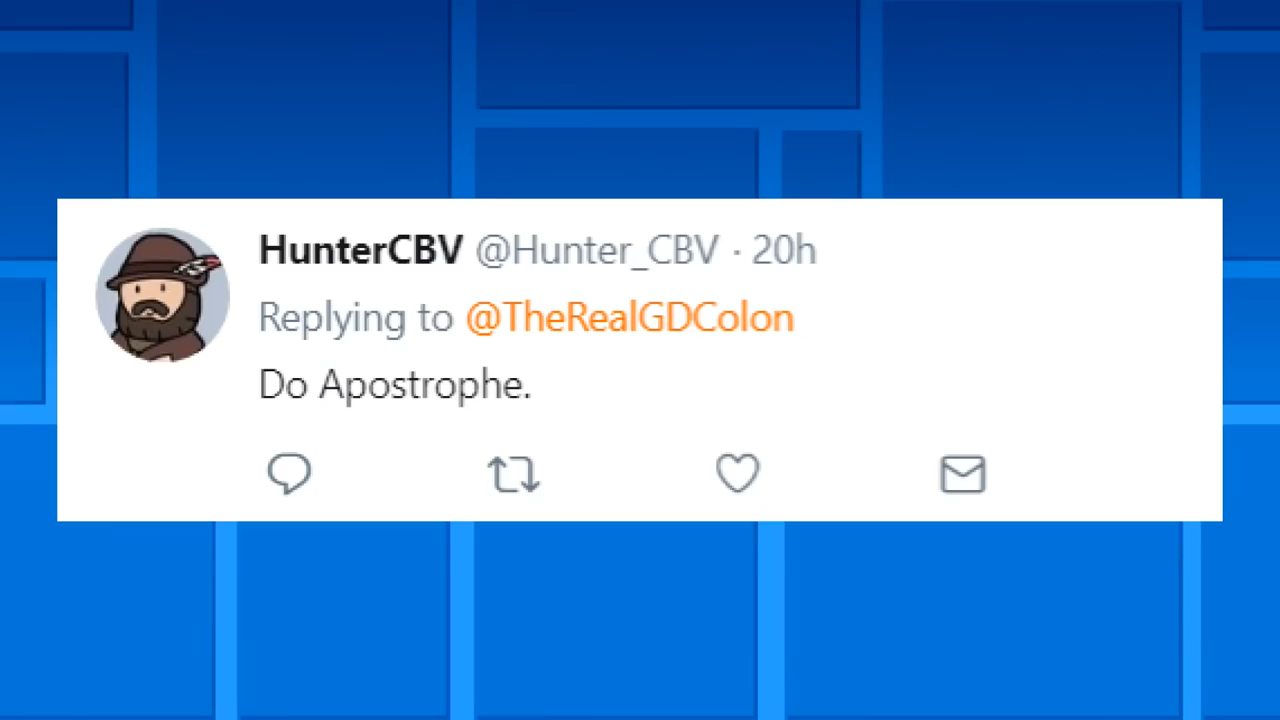 HunterCBV @Hunter_CBV · 20h
Replying to @TheRealGDColon
Do Apostrophe.